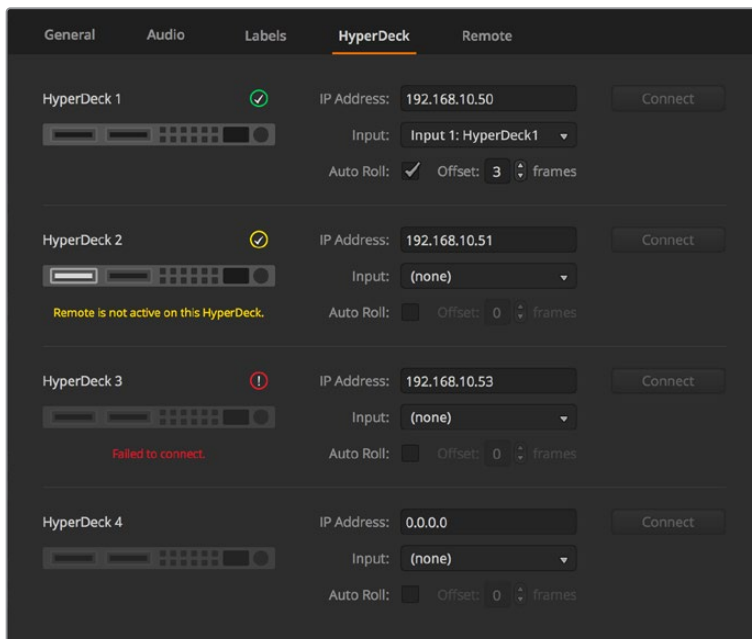 General Audio Labels HyperDeck Remote
HyperDeck 1 IP Address: 192.168.10.50 Connect
Input: Input 1: HyperDeck1
Auto Roll: Offset: 3 frames
HyperDeck 2 IP Address: 192.168.10.51 Connect
Input: (none)
Remote is not active on this HyperDeck. Auto Roll: Offset: 0 frames
HyperDeck 3 IP Address: 192.168.10.53 Connect
Input: (none)
Failed to connect. Auto Roll: Offset: 0 frames
HyperDeck 4 IP Address: 0.0.0.0 Connect
Input: (none)
Auto Roll: Offset: 0 frames